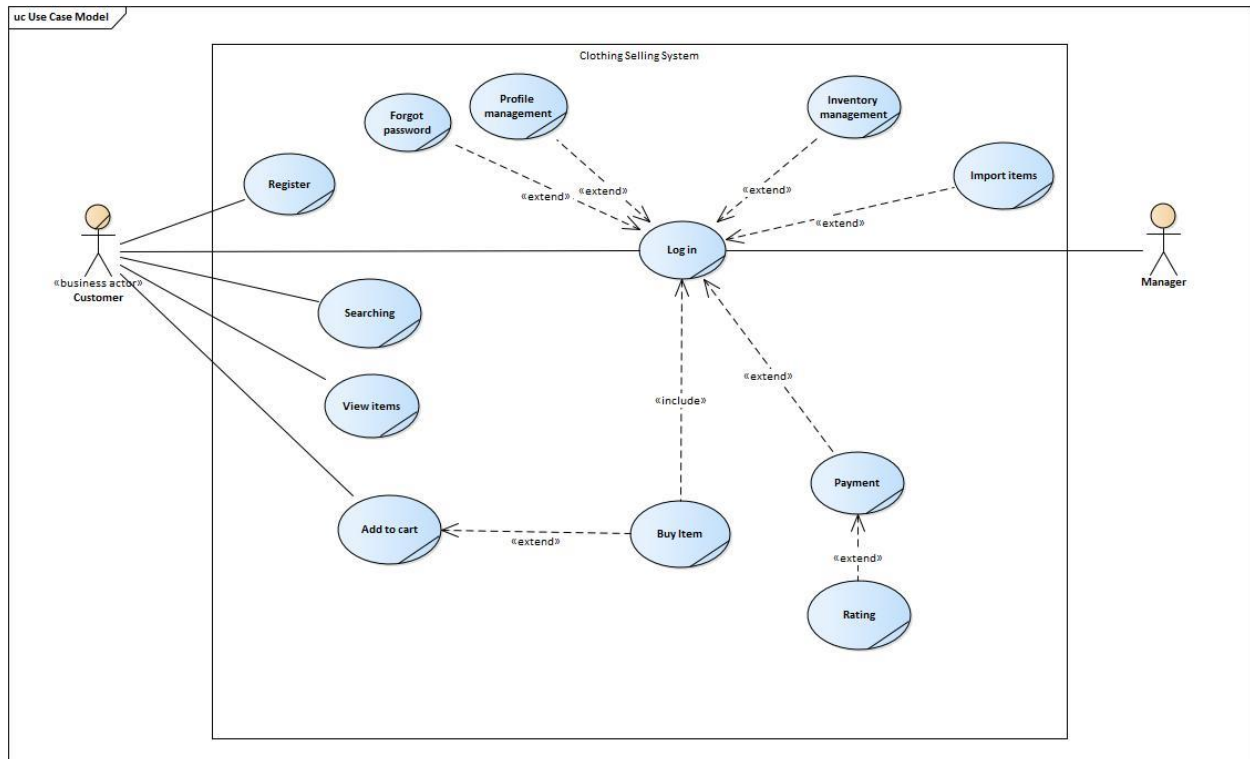 uc Use Case Model
Clothing Selling System
Profile
management
Forgot
password
Inventory
management
Import items
Register
«extend»
«extend»
«extend»
«extend»
Log in
«business actor»
Customer
Manager
Searching
View items
«extend»
«include»
Payment
Add to cart
«extend»
Buy Item
«extend»
Rating